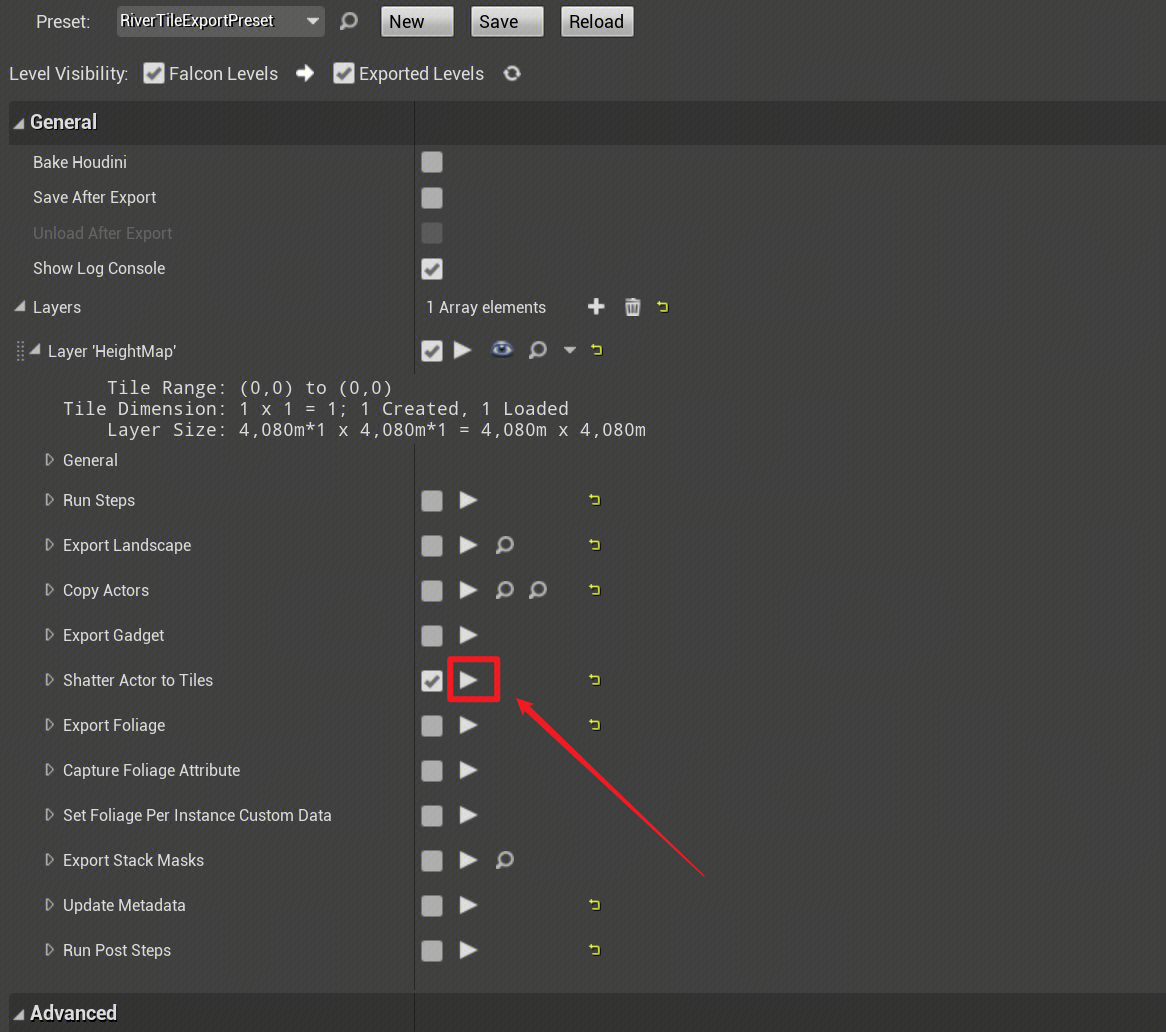 Preset: RiverTileExportPreset New Save Reload
Level Visibility: Falcon Levels Exported Levels
General
Bake Houdini
Save After Export
Unload After Export
Show Log Console
Layers 1 Array elements
Layer 'HeightMap'
Tile Range: (0,0) to (0,0)
Tile Dimension: 1 x 1 = 1; 1 Created, 1 Loaded
Layer Size: 4,080m*1 x 4,080m*1 = 4,080m x 4,080m
General
Run Steps
Export Landscape
Copy Actors
Export Gadget
Shatter Actor to Tiles
Export Foliage
Capture Foliage Attribute
Set Foliage Per Instance Custom Data
Export Stack Masks
Update Metadata
Run Post Steps
Advanced